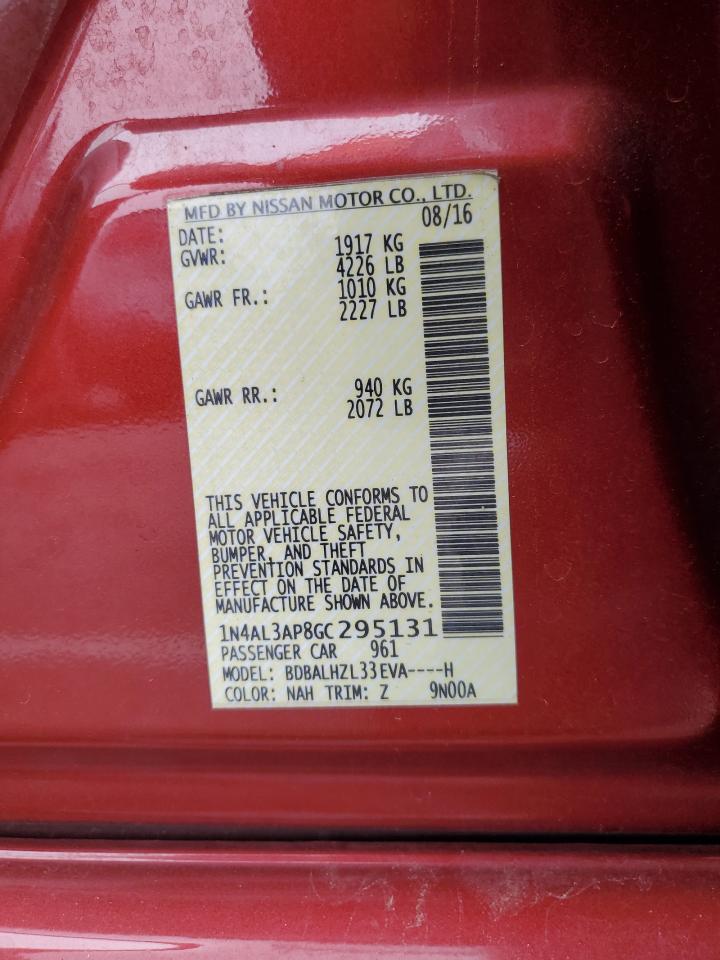 MFD BY NISSAN MOTOR CO., LTD.
DATE: 08/16
GVWR: 1917 KG
4226 LB
GAWR FR.: 1010 KG
2227 LB
GAWR RR.: 940 KG
2072 LB
THIS VEHICLE CONFORMS TO
ALL APPLICABLE FEDERAL
MOTOR VEHICLE SAFETY,
BUMPER, AND THEFT
PREVENTION STANDARDS IN
EFFECT ON THE DATE OF
MANUFACTURE SHOWN ABOVE.
1N4AL3AP8GC295131
PASSENGER CAR 961
MODEL: BDBALHZL33EVA----H
COLOR: NAH TRIM: Z 9N00A